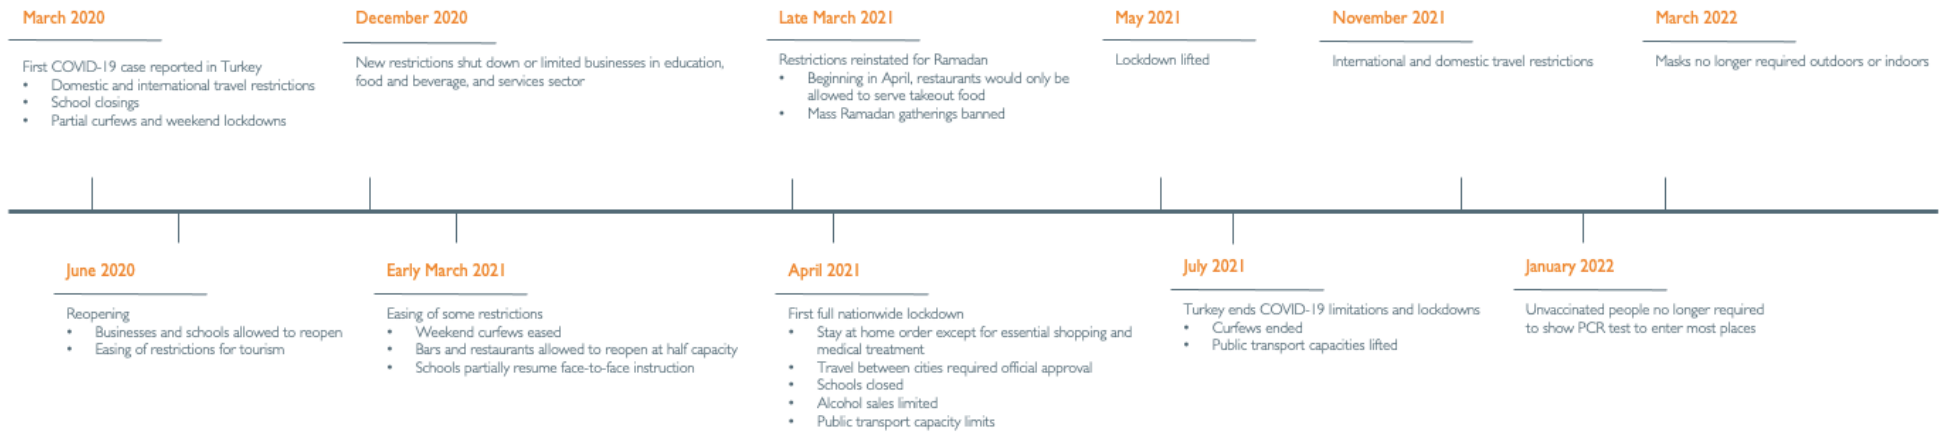 March 2020
First COVID-19 case reported in Turkey
• Domestic and international travel restrictions
• School closings
• Partial curfews and weekend lockdowns
December 2020
New restrictions shut down or limited businesses in education,
food and beverage, and services sector
Late March 2021
Restrictions reinstated for Ramadan
• Beginning in April, restaurants would only be
allowed to serve takeout food
• Mass Ramadan gatherings banned
May 2021
Lockdown lifted
November 2021
International and domestic travel restrictions
March 2022
Masks no longer required outdoors or indoors
June 2020
Reopening
• Businesses and schools allowed to reopen
• Easing of restrictions for tourism
Early March 2021
Easing of some restrictions
• Weekend curfews eased
• Bars and restaurants allowed to reopen at half capacity
• Schools partially resume face-to-face instruction
April 2021
First full nationwide lockdown
• Stay at home order except for essential shopping and
medical treatment
• Travel between cities required official approval
• Schools closed
• Alcohol sales limited
• Public transport capacity limits
July 2021
Turkey ends COVID-19 limitations and lockdowns
• Curfews ended
• Public transport capacities lifted
January 2022
Unvaccinated people no longer required
to show PCR test to enter most places